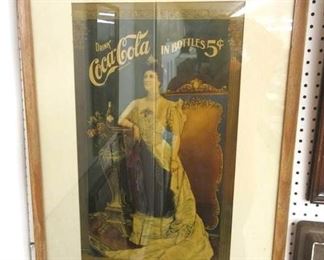 DRINK
Coca-Cola IN BOTTLES 5¢